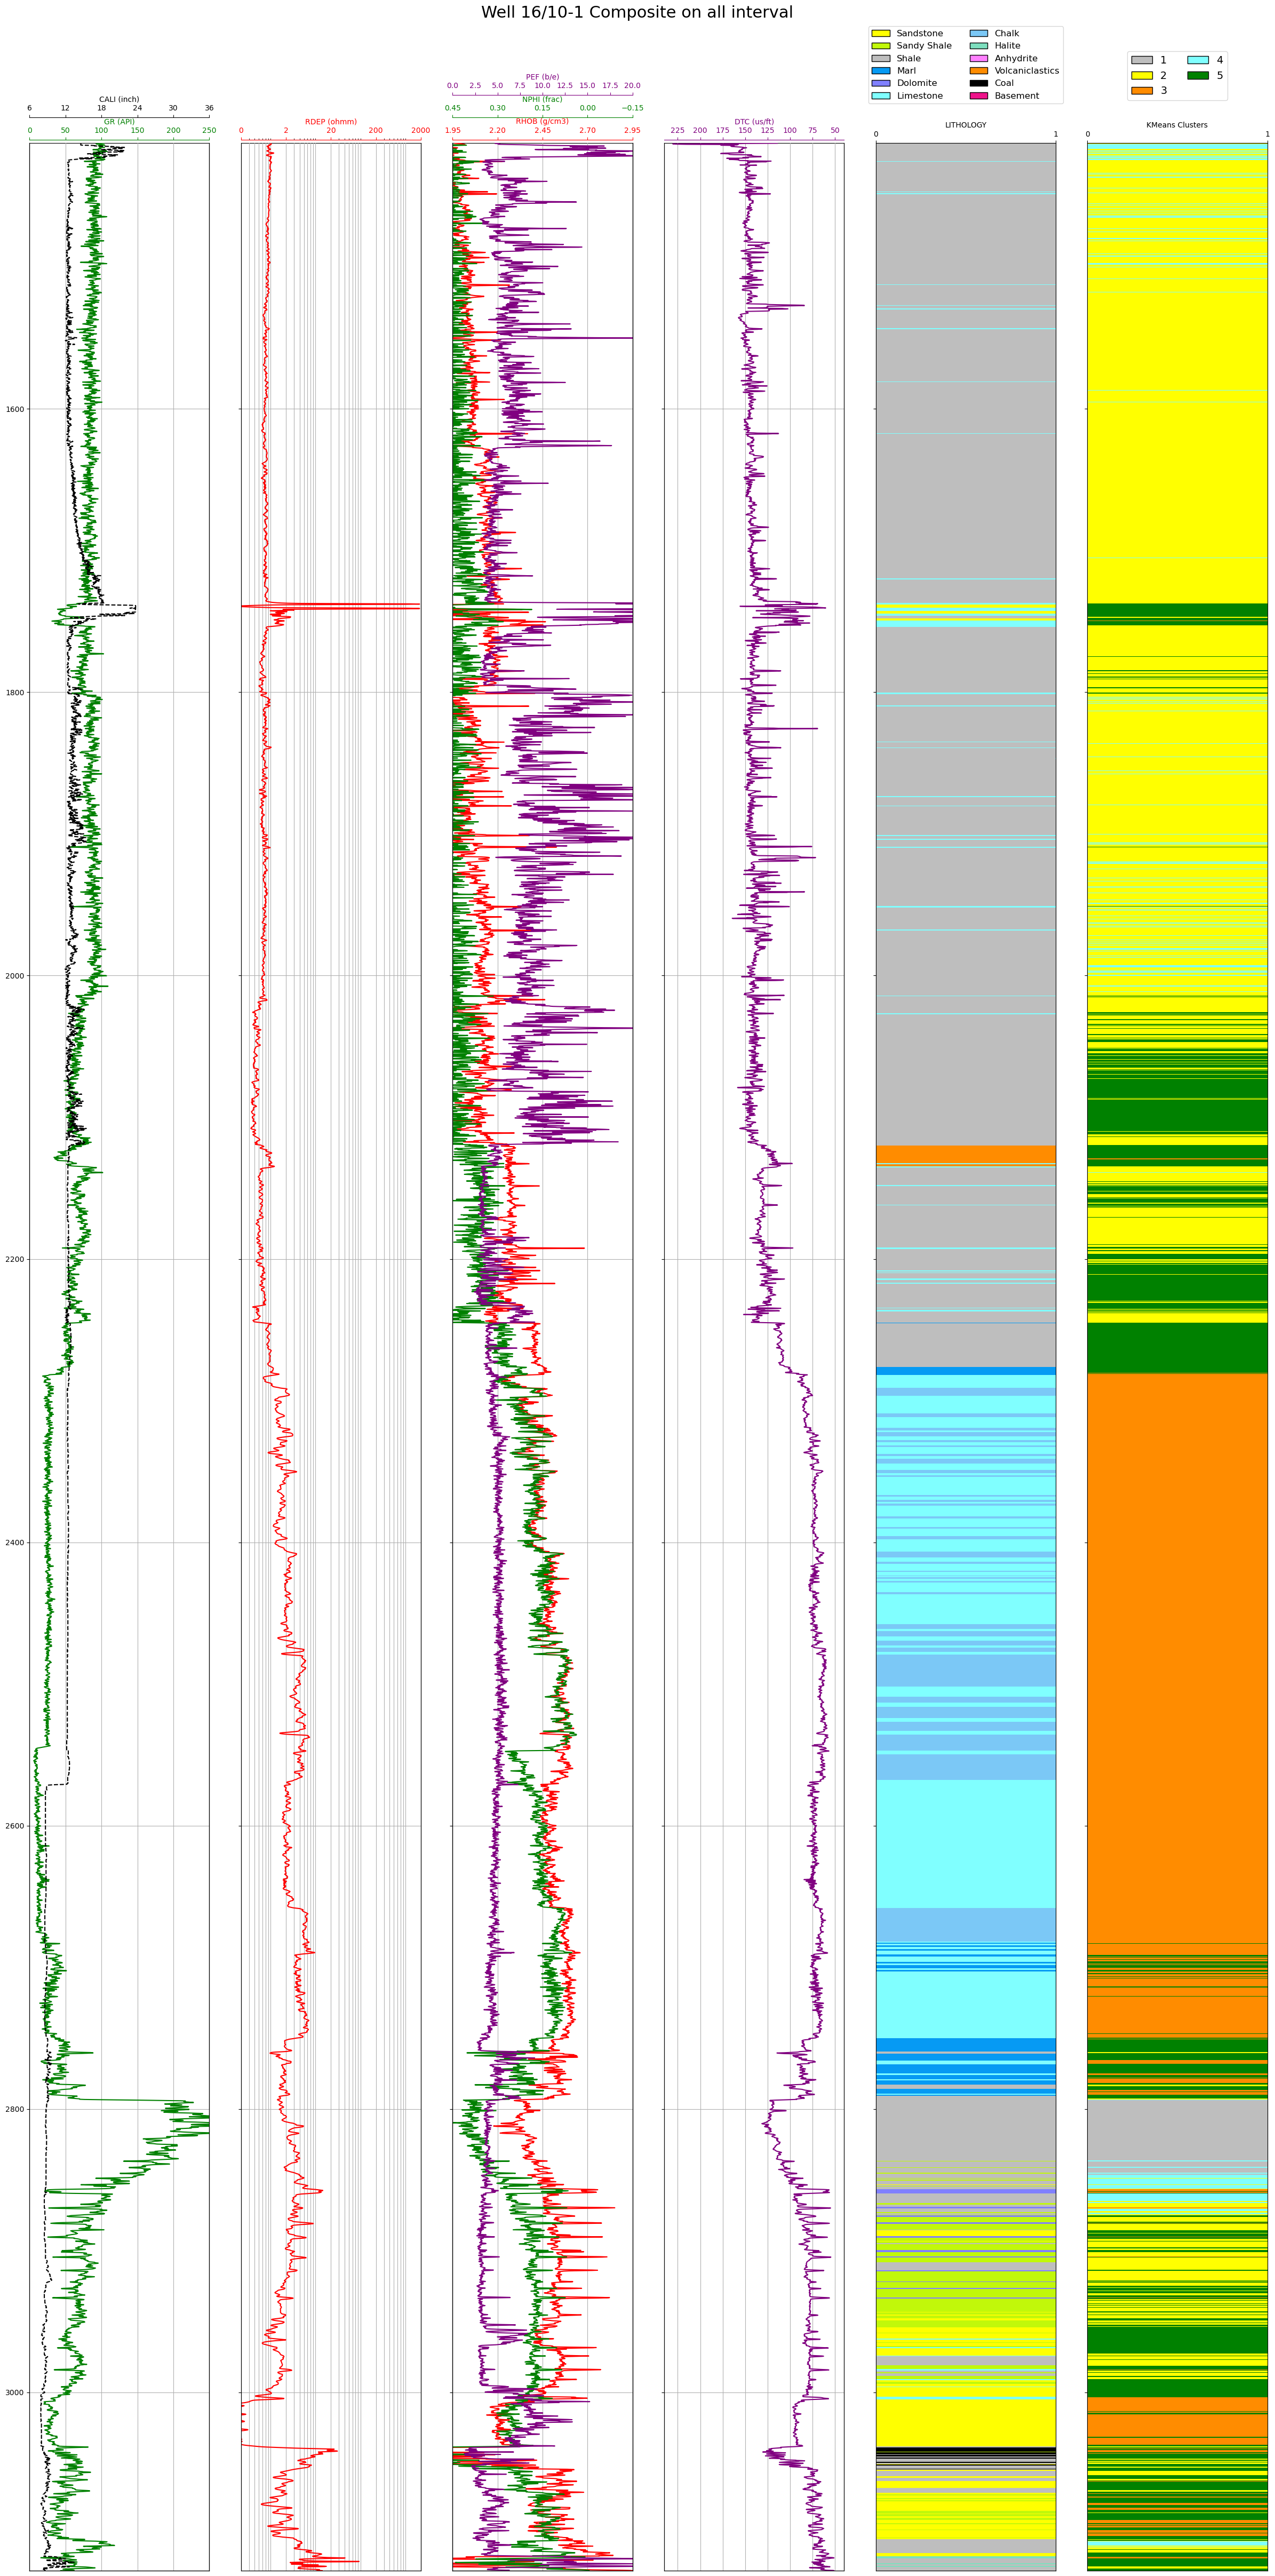 Well 16/10-1 Composite on all interval
Sandstone
Sandy Shale
Shale
Marl
Dolomite
Limestone
Chalk
Halite
Anhydrite
Volcaniclastics
Coal
Basement
1
2
3
4
5
PEF (b/e)
0.0 2.5 5.0 7.5 10.0 12.5 15.0 17.5 20.0
CALI (inch)
NPHI (frac)
6 12 18 24 30 36
0.45 0.30 0.15 0.00 −0.15
GR (API)
RDEP (ohmm)
RHOB (g/cm3)
DTC (us/ft)
LITHOLOGY
KMeans Clusters
0 50 100 150 200 250
0 2 20 200 2000
1.95 2.20 2.45 2.70 2.95
225 200 175 150 125 100 75 50
0 1
0 1
1600
1800
2000
2200
2400
2600
2800
3000